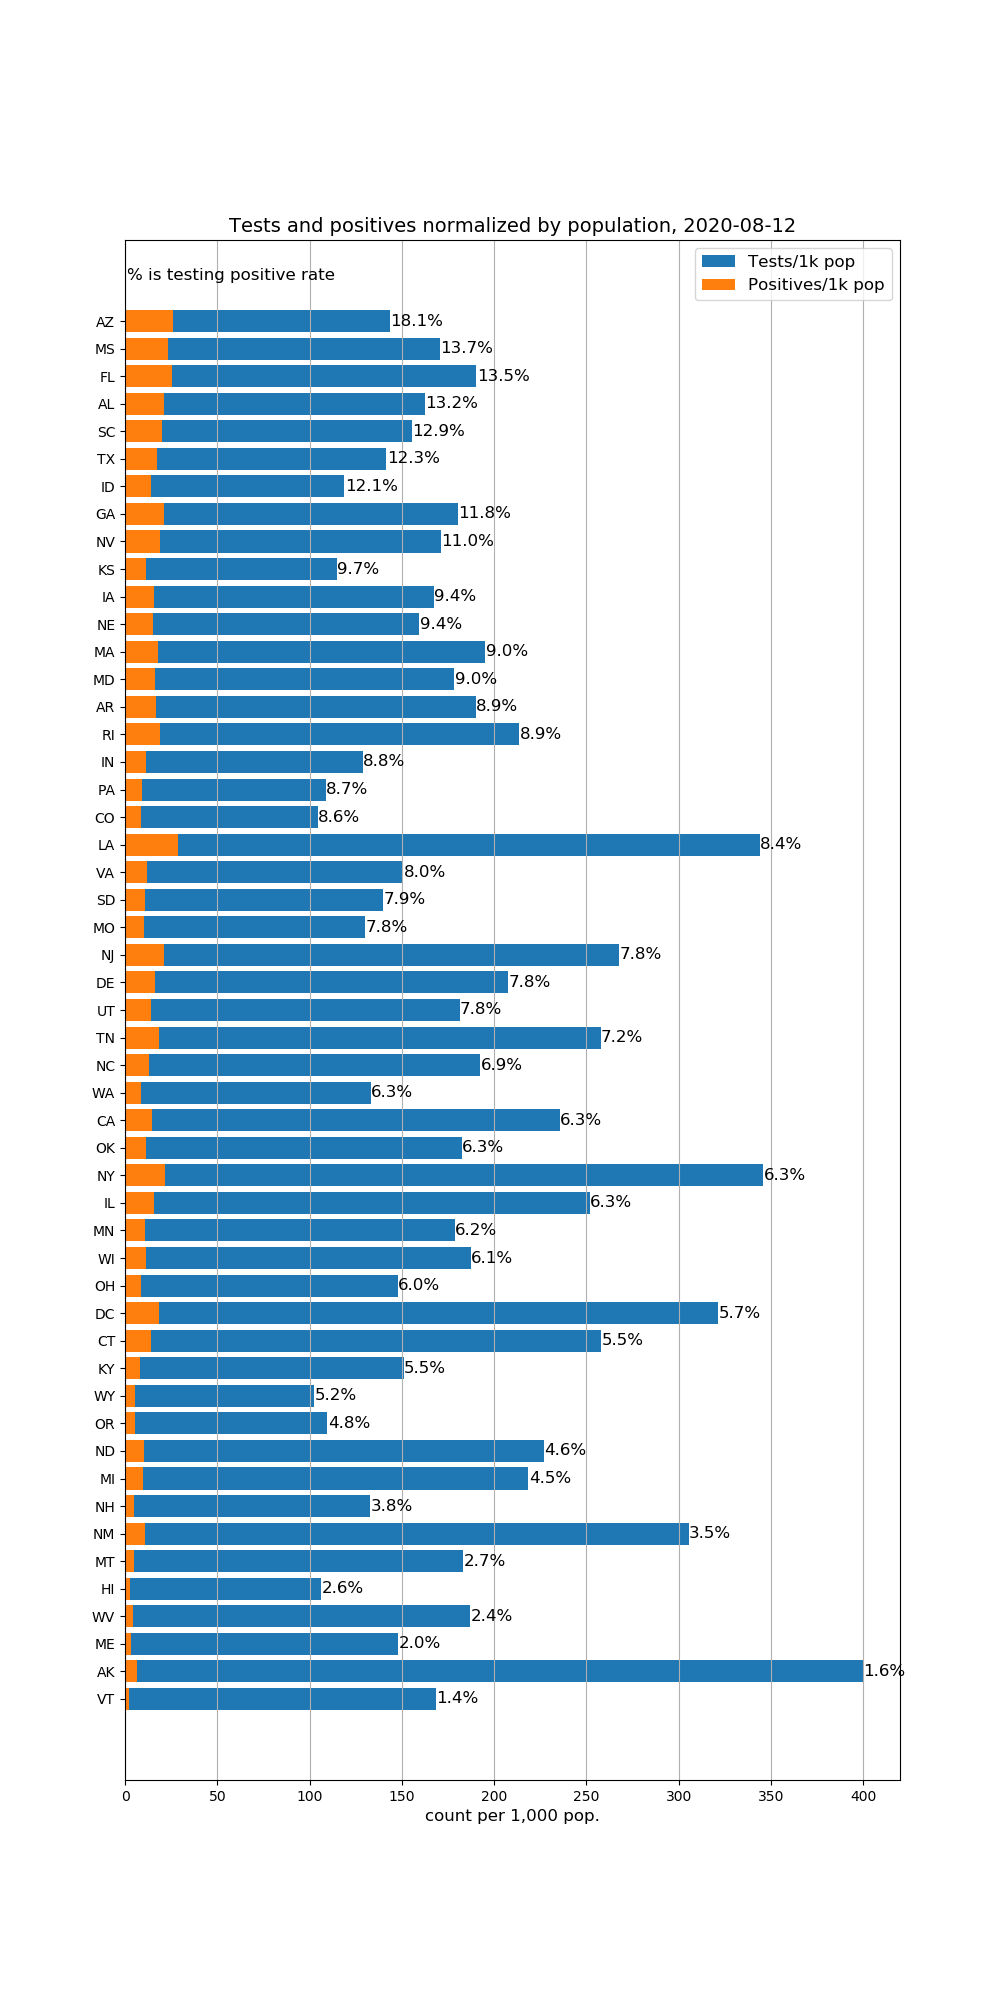 Tests and positives normalized by population, 2020-08-12
% is testing positive rate
Tests/1k pop
Positives/1k pop
AZ 18.1%
MS 13.7%
FL 13.5%
AL 13.2%
SC 12.9%
TX 12.3%
ID 12.1%
GA 11.8%
NV 11.0%
KS 9.7%
IA 9.4%
NE 9.4%
MA 9.0%
MD 9.0%
AR 8.9%
RI 8.9%
IN 8.8%
PA 8.7%
CO 8.6%
LA 8.4%
VA 8.0%
SD 7.9%
MO 7.8%
NJ 7.8%
DE 7.8%
UT 7.8%
TN 7.2%
NC 6.9%
WA 6.3%
CA 6.3%
OK 6.3%
NY 6.3%
IL 6.3%
MN 6.2%
WI 6.1%
OH 6.0%
DC 5.7%
CT 5.5%
KY 5.5%
WY 5.2%
OR 4.8%
ND 4.6%
MI 4.5%
NH 3.8%
NM 3.5%
MT 2.7%
HI 2.6%
WV 2.4%
ME 2.0%
AK 1.6%
VT 1.4%
0 50 100 150 200 250 300 350 400
count per 1,000 pop.